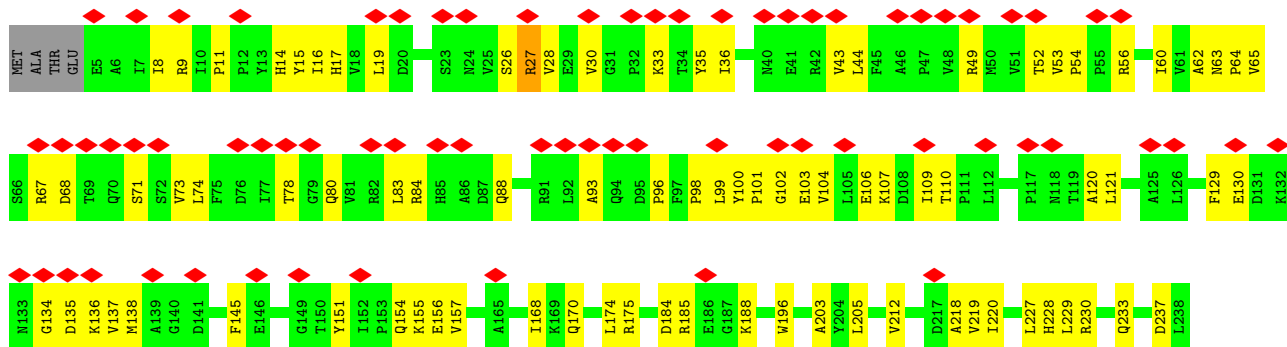 MET ALA THR GLU E5 A6 I7 I8 R9 I10 P11 P12 Y13 H14 Y15 I16 H17 V18 L19 D20 S23 N24 V25 S26 R27 V28 E29 V30 G31 P32 K33 T34 Y35 I36 N40 E41 R42 V43 L44 F45 A46 P47 V48 R49 M50 V51 T52 V53 P54 P55 R56 I60 V61 A62 N63 P64 V65
S66 R67 D68 T69 Q70 S71 S72 V73 L74 F75 D76 I77 T78 G79 Q80 V81 R82 L83 R84 H85 A86 D87 Q88 R91 L92 A93 Q94 D95 P96 F97 P98 L99 Y100 P101 G102 E103 V104 L105 E106 K107 D108 I109 T110 P111 L112 P117 N118 T119 A120 L121 A125 L126 F129 E130 D131 K132
N133 G134 D135 K136 V137 M138 A139 G140 D141 F145 E146 G149 T150 Y151 I152 P153 Q154 K155 E156 V157 A165 I168 K169 Q170 L174 R175 D184 R185 E186 G187 K188 W196 A203 Y204 L205 V212 D217 A218 V219 I220 L227 H228 L229 R230 Q233 D237 L238